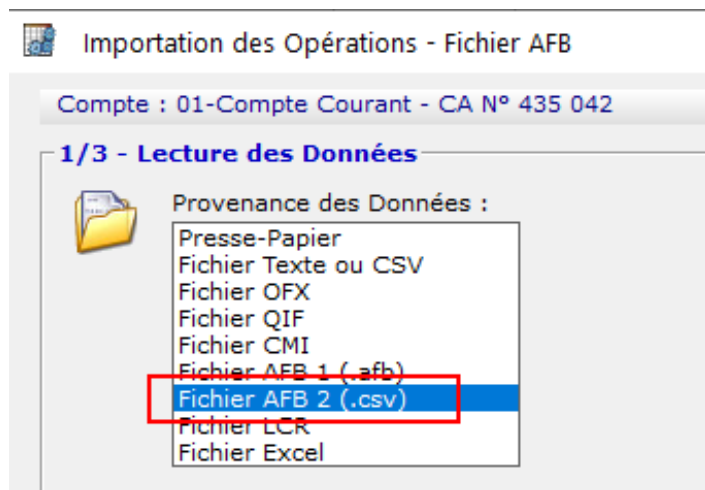 Importation des Opérations - Fichier AFB
Compte : 01-Compte Courant - CA N° 435 042
1/3 - Lecture des Données
Provenance des Données :
Presse-Papier
Fichier Texte ou CSV
Fichier OFX
Fichier QIF
Fichier CMI
Fichier AFB 1 (.afb)
Fichier AFB 2 (.csv)
Fichier LCR
Fichier Excel